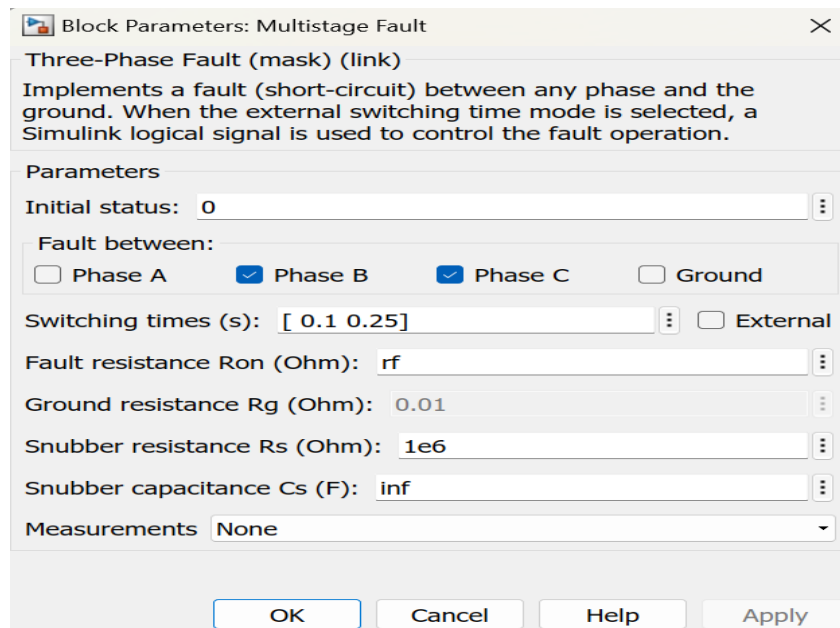 Block Parameters: Multistage Fault
Three-Phase Fault (mask) (link)
Implements a fault (short-circuit) between any phase and the
ground. When the external switching time mode is selected, a
Simulink logical signal is used to control the fault operation.
Parameters
Initial status: 0
Fault between:
Phase A Phase B Phase C Ground
Switching times (s): [ 0.1 0.25] External
Fault resistance Ron (Ohm): rf
Ground resistance Rg (Ohm): 0.01
Snubber resistance Rs (Ohm): 1e6
Snubber capacitance Cs (F): inf
Measurements None
OK Cancel Help Apply